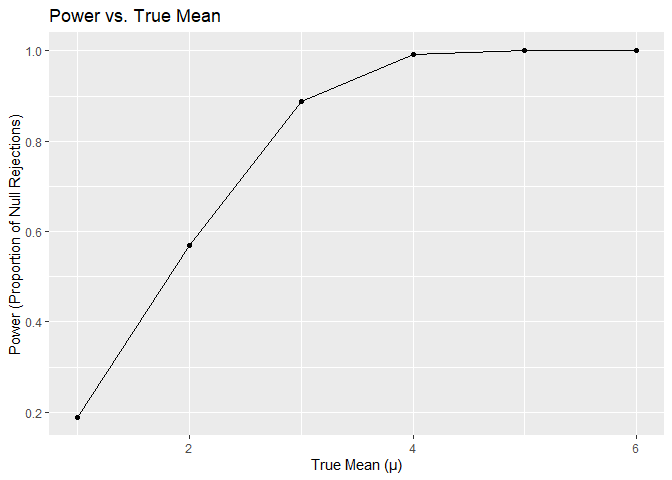 Power vs. True Mean
Power (Proportion of Null Rejections)
1.0
0.8
0.6
0.4
0.2
2
4
6
True Mean (μ)